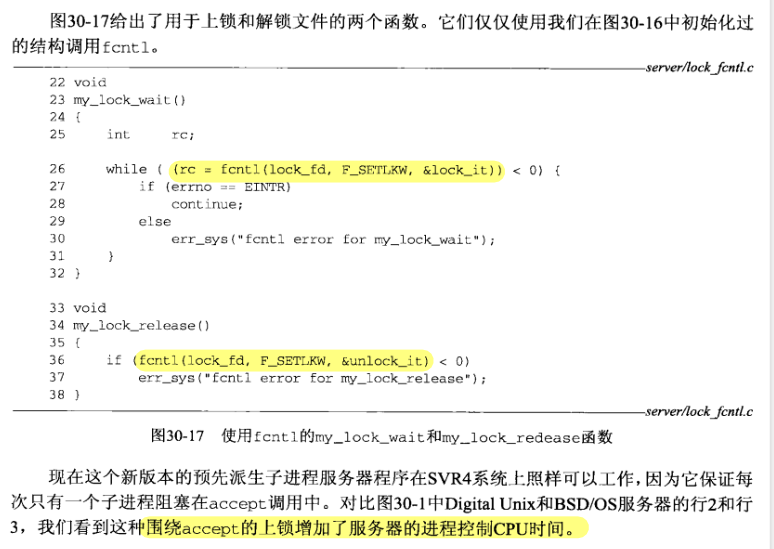 图30-17给出了用于上锁和解锁文件的两个函数。它们仅仅使用我们在图30-16中初始化过
的结构调用fcntl。
server/lock_fcntl.c
22 void
23 my_lock_wait()
24 {
25     int     rc;
26     while ( (rc = fcntl(lock_fd, F_SETLKW, &lock_it)) < 0) {
27         if (errno == EINTR)
28             continue;
29         else
30             err_sys("fcntl error for my_lock_wait");
31     }
32 }
33 void
34 my_lock_release()
35 {
36     if (fcntl(lock_fd, F_SETLKW, &unlock_it) < 0)
37         err_sys("fcntl error for my_lock_release");
38 }
server/lock_fcntl.c
图30-17 使用fcntl的my_lock_wait和my_lock_redease函数
现在这个新版本的预先派生子进程服务器程序在SVR4系统上照样可以工作，因为它保证每
次只有一个子进程阻塞在accept调用中。对比图30-1中Digital Unix和BSD/OS服务器的行2和行
3，我们看到这种围绕accept的上锁增加了服务器的进程控制CPU时间。